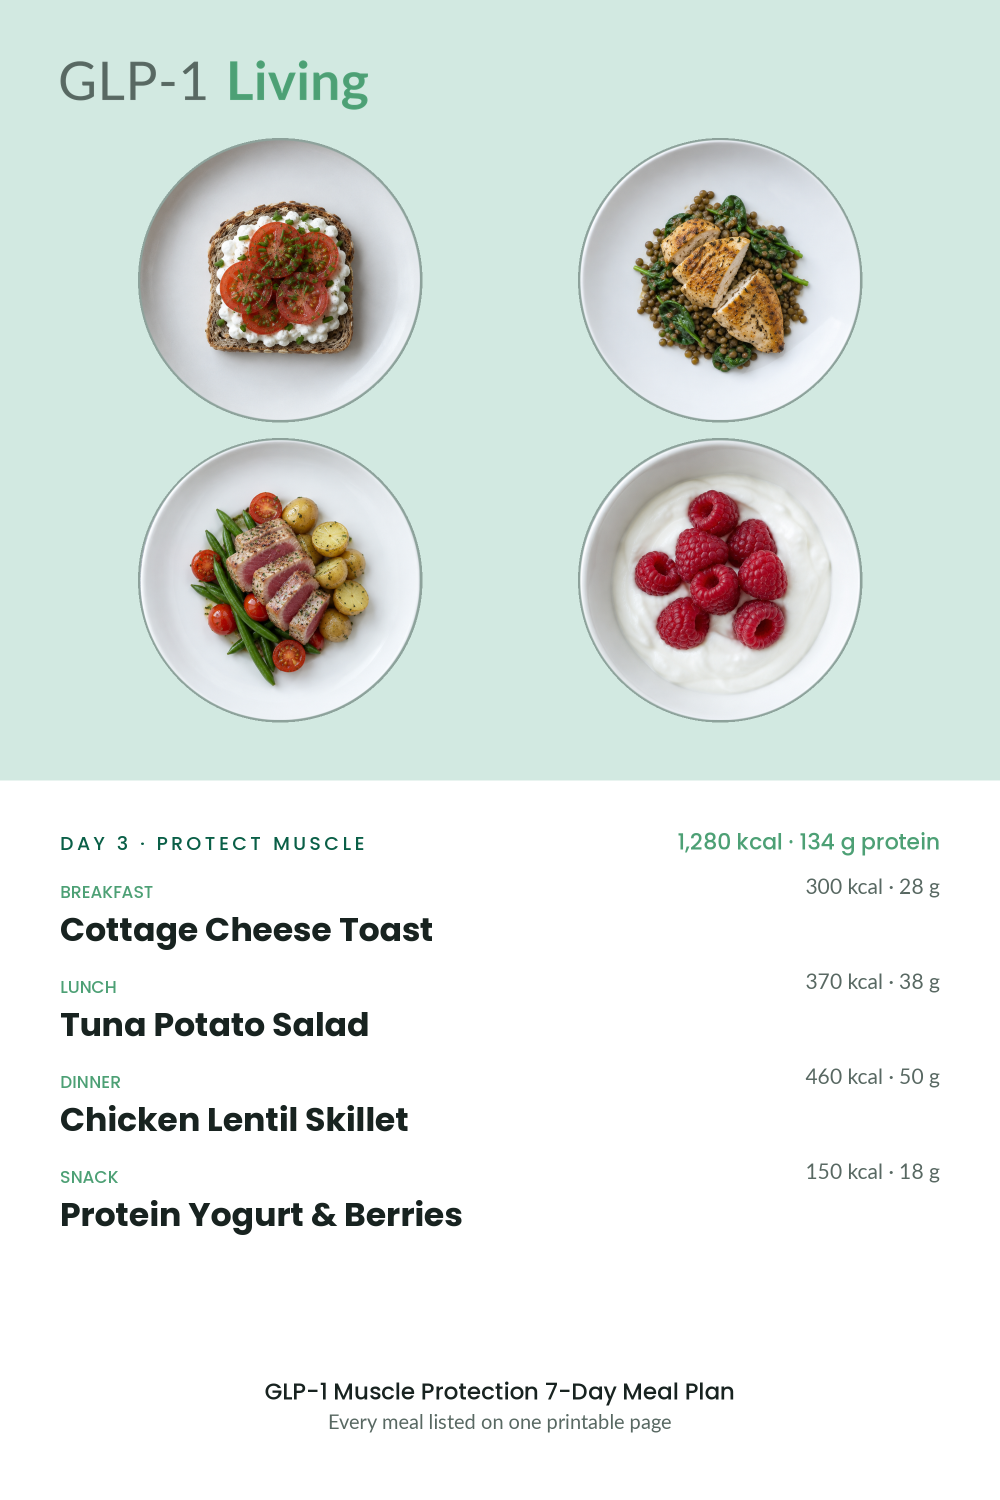 GLP-1 Living
DAY 3 · PROTECT MUSCLE
1,280 kcal · 134 g protein
BREAKFAST
300 kcal · 28 g
Cottage Cheese Toast
LUNCH
370 kcal · 38 g
Tuna Potato Salad
DINNER
460 kcal · 50 g
Chicken Lentil Skillet
SNACK
150 kcal · 18 g
Protein Yogurt & Berries
GLP-1 Muscle Protection 7-Day Meal Plan
Every meal listed on one printable page